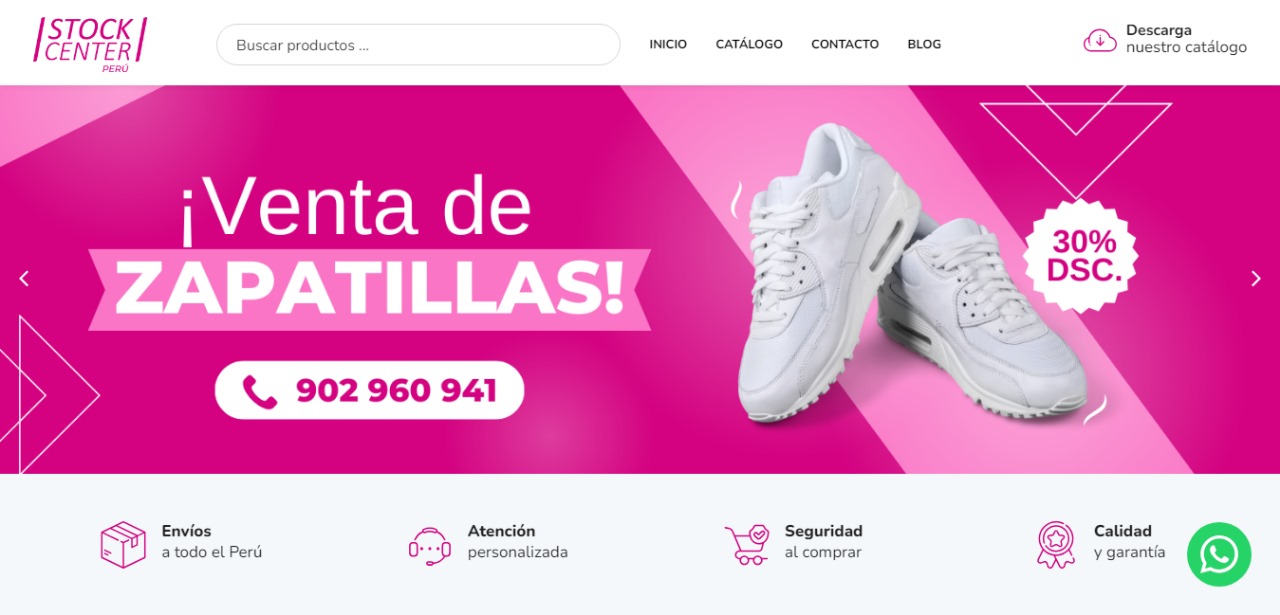 STOCK
CENTER
PERÚ
Buscar productos ...
INICIO
CATÁLOGO
CONTACTO
BLOG
Descarga
nuestro catálogo
¡Venta de
ZAPATILLAS!
902 960 941
30%
DSC.
Envíos
a todo el Perú
Atención
personalizada
Seguridad
al comprar
Calidad
y garantía